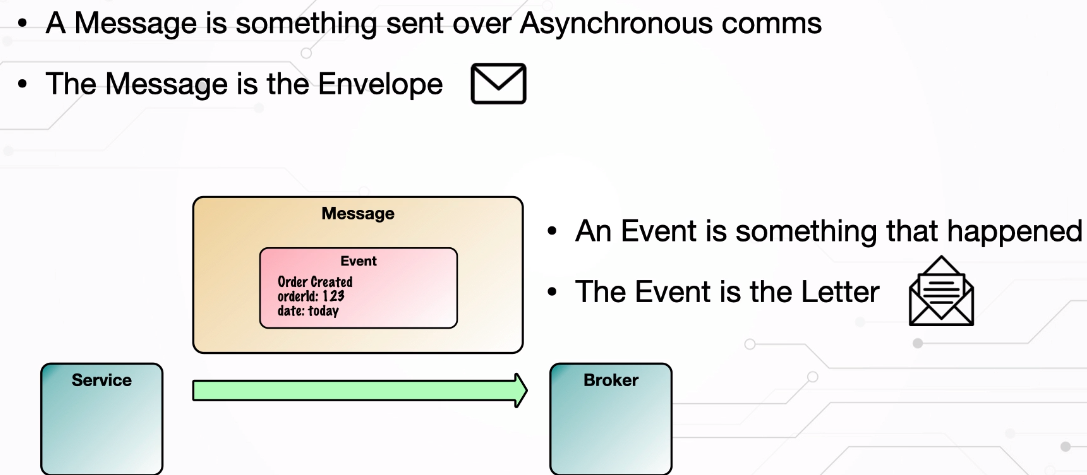 • A Message is something sent over Asynchronous comms
• The Message is the Envelope
Message
Event
Order Created
orderId: 123
date: today
• An Event is something that happened
• The Event is the Letter
Service
Broker